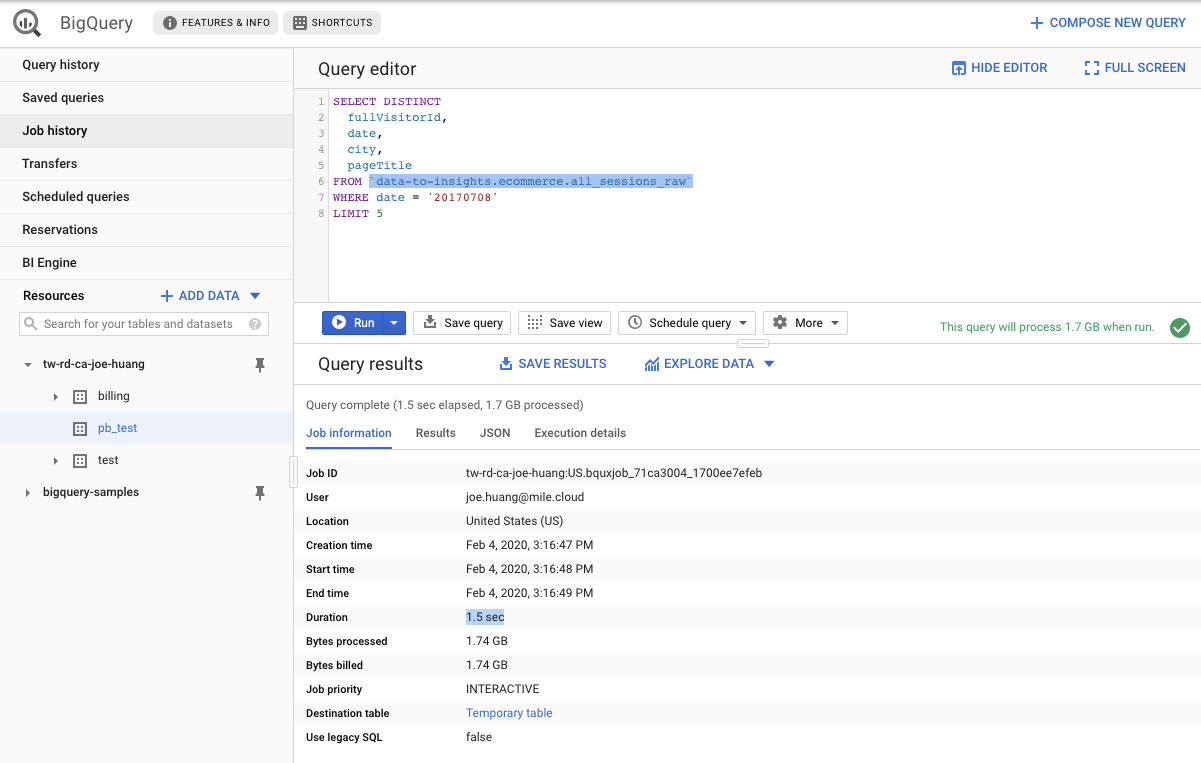 BigQuery
FEATURES & INFO
SHORTCUTS
COMPOSE NEW QUERY
Query history
Saved queries
Job history
Transfers
Scheduled queries
Reservations
BI Engine
Resources
ADD DATA
Search for your tables and datasets
tw-rd-ca-joe-huang
billing
pb_test
test
bigquery-samples
Query editor
HIDE EDITOR
FULL SCREEN
1 SELECT DISTINCT
2 fullVisitorId,
3 date,
4 city,
5 pageTitle
6 FROM `data-to-insights.ecommerce.all_sessions_raw`
7 WHERE date = '20170708'
8 LIMIT 5
Run
Save query
Save view
Schedule query
More
This query will process 1.7 GB when run.
Query results
SAVE RESULTS
EXPLORE DATA
Query complete (1.5 sec elapsed, 1.7 GB processed)
Job information Results JSON Execution details
Job ID tw-rd-ca-joe-huang:US.bquxjob_71ca3004_1700ee7efeb
User joe.huang@mile.cloud
Location United States (US)
Creation time Feb 4, 2020, 3:16:47 PM
Start time Feb 4, 2020, 3:16:48 PM
End time Feb 4, 2020, 3:16:49 PM
Duration 1.5 sec
Bytes processed 1.74 GB
Bytes billed 1.74 GB
Job priority INTERACTIVE
Destination table Temporary table
Use legacy SQL false